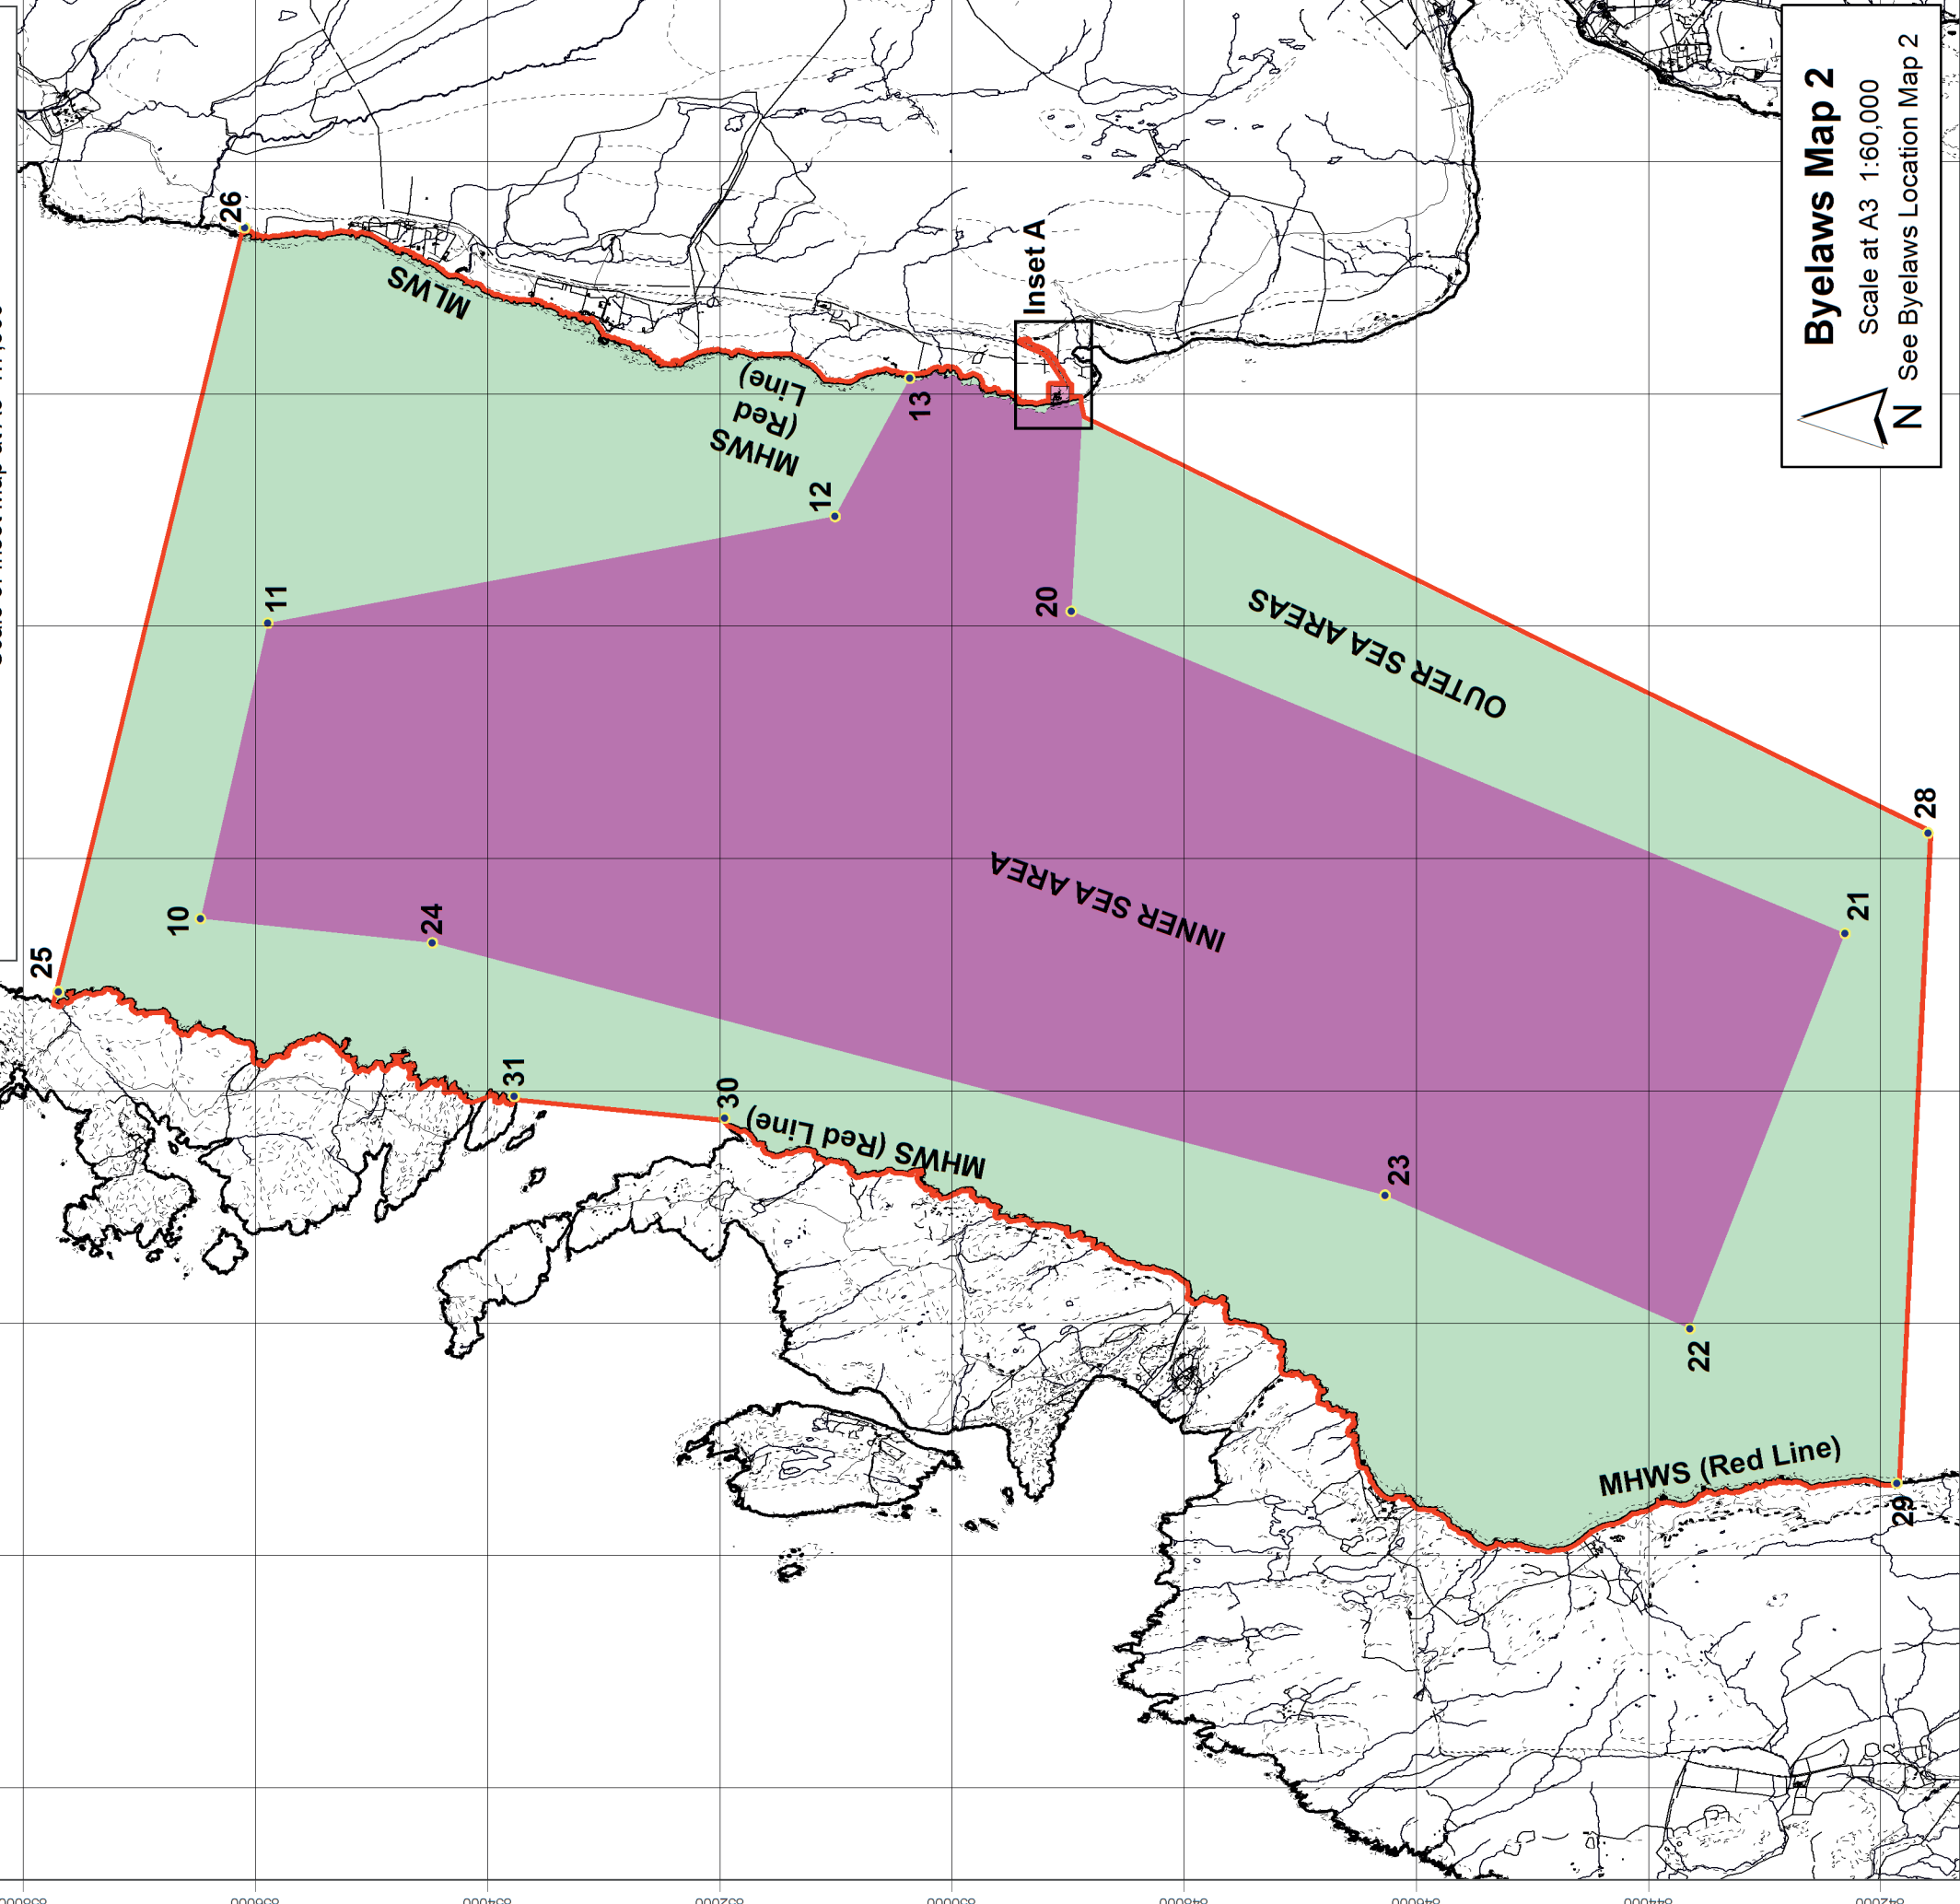 25
26
10
11
24
31
30
12
13
20
23
22
21
28
29
MLWS
MHWS
(Red
Line)
Inset A
MHWS (Red Line)
INNER SEA AREA
OUTER SEA AREAS
MHWS (Red Line)
Byelaws Map 2
Scale at A3 1:60,000
N See Byelaws Location Map 2